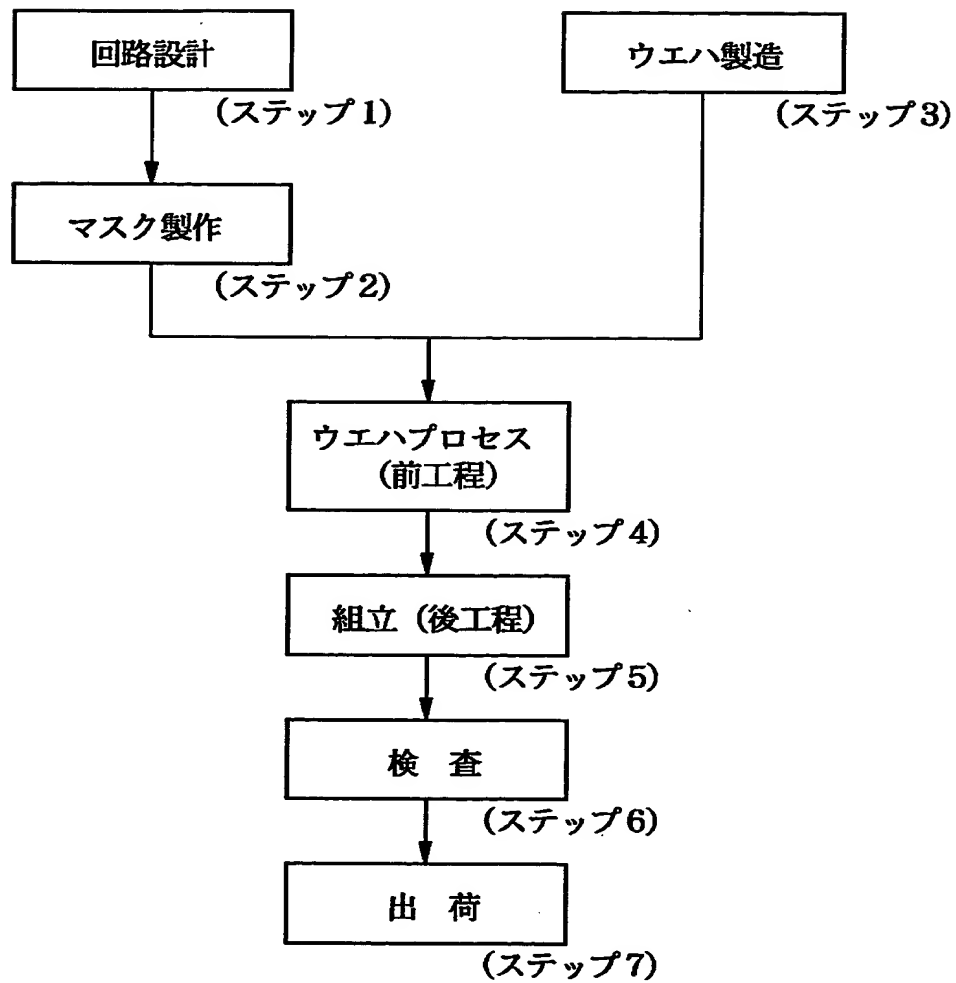 回路設計
(ステップ1)
ウエハ製造
(ステップ3)
マスク製作
(ステップ2)
ウエハプロセス
(前工程)
(ステップ4)
組立(後工程)
(ステップ5)
検 査
(ステップ6)
出 荷
(ステップ7)